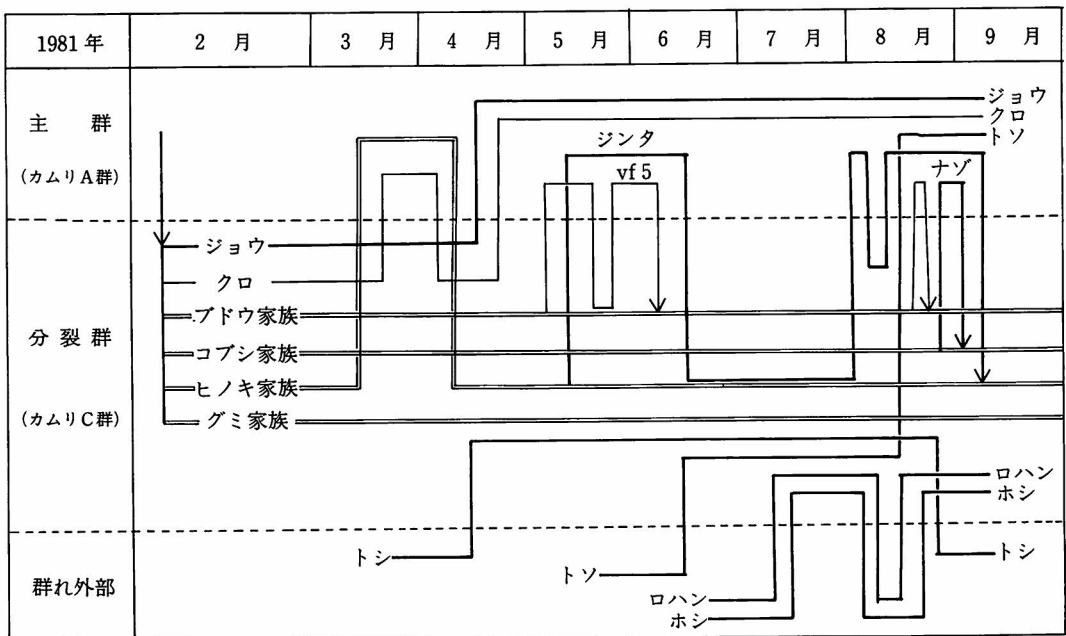 1981年 2 月 3 月 4 月 5 月 6 月 7 月 8 月 9 月
主 群
(カムリA群)
ジョウ
クロ
トソ
ジンタ
vf 5
ナゾ
分裂群
(カムリC群)
ジョウ
クロ
ブドウ家族
コブシ家族
ヒノキ家族
グミ家族
ロハン
ホシ
群れ外部
トシ
トシ
トソ
ロハン
ホシ